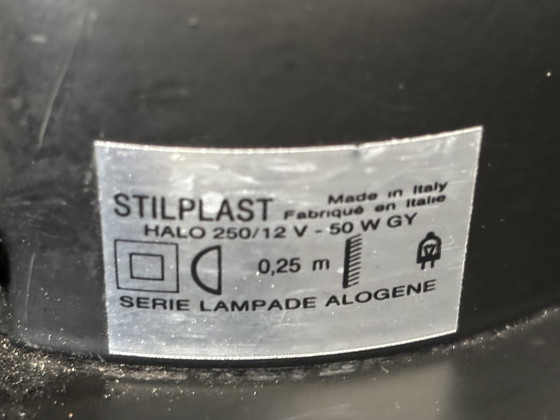 STILPLAST Made in Italy
Fabriqué en Italie
HALO 250/12 V - 50 W GY
0,25 m
SERIE LAMPADE ALOGENE